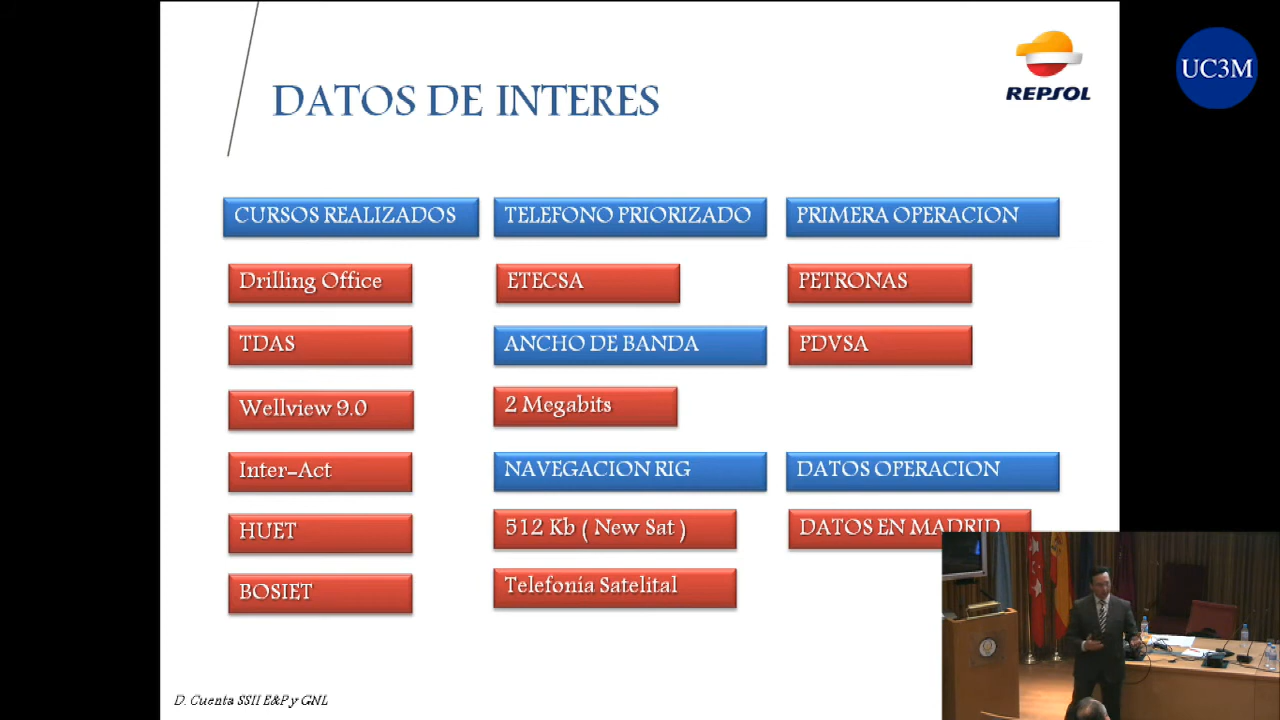 DATOS DE INTERES
REPSOL
UC3M
CURSOS REALIZADOS
Drilling Office
TDAS
Wellview 9.0
Inter-Act
HUET
BOSIET
TELEFONO PRIORIZADO
ETECSA
ANCHO DE BANDA
2 Megabits
NAVEGACION RIG
512 Kb ( New Sat )
Telefonía Satelital
PRIMERA OPERACION
PETRONAS
PDVSA
DATOS OPERACION
DATOS EN MADRID
D. Cuenta SSII E&P y GNL